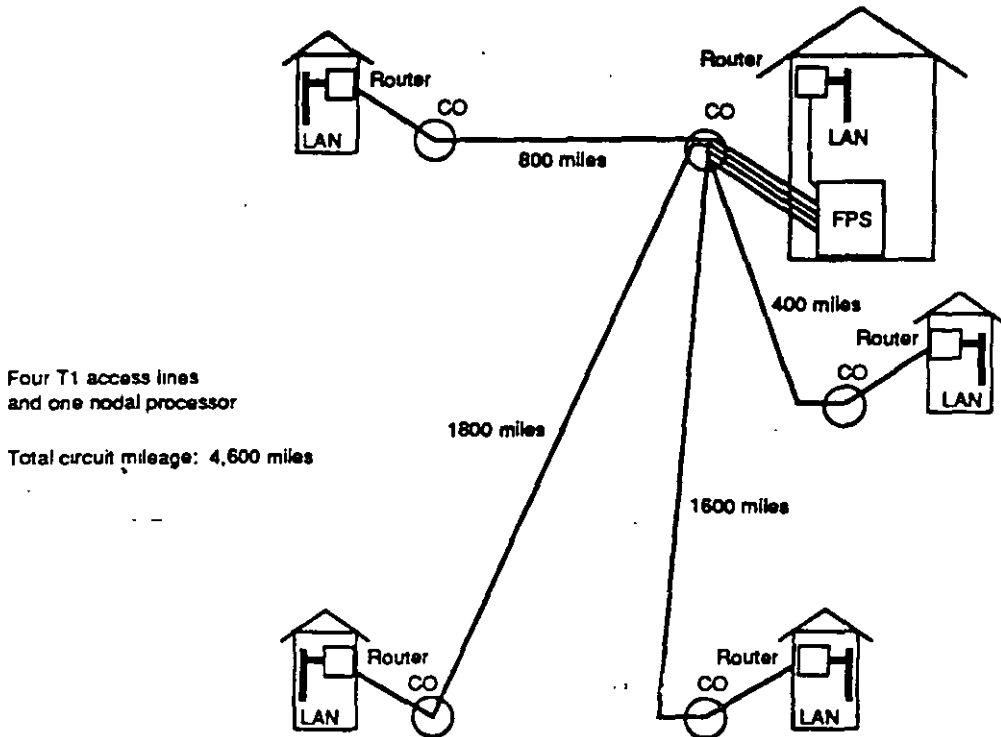 Router
LAN
CO
800 miles
CO
Router
LAN
FPS
400 miles
Router
CO
LAN
Four T1 access lines
and one nodal processor
Total circuit mileage: 4,600 miles
1800 miles
1600 miles
Router
LAN
CO
CO
Router
LAN